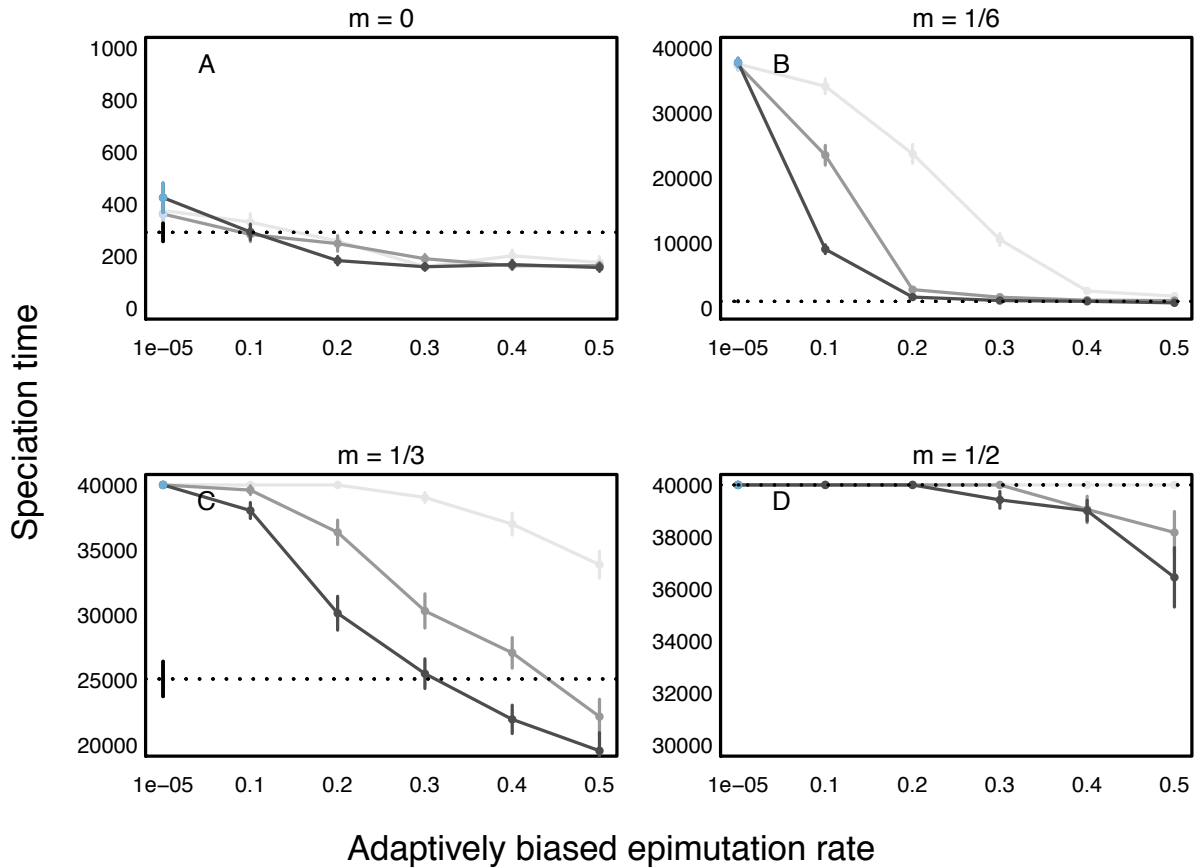 m = 0
1000
A
800
600
400
200
0
1e−05 0.1 0.2 0.3 0.4 0.5
m = 1/6
40000
B
30000
20000
10000
0
1e−05 0.1 0.2 0.3 0.4 0.5
m = 1/3
40000
C
35000
30000
25000
20000
1e−05 0.1 0.2 0.3 0.4 0.5
m = 1/2
40000
D
38000
36000
34000
32000
30000
1e−05 0.1 0.2 0.3 0.4 0.5
Speciation time
Adaptively biased epimutation rate